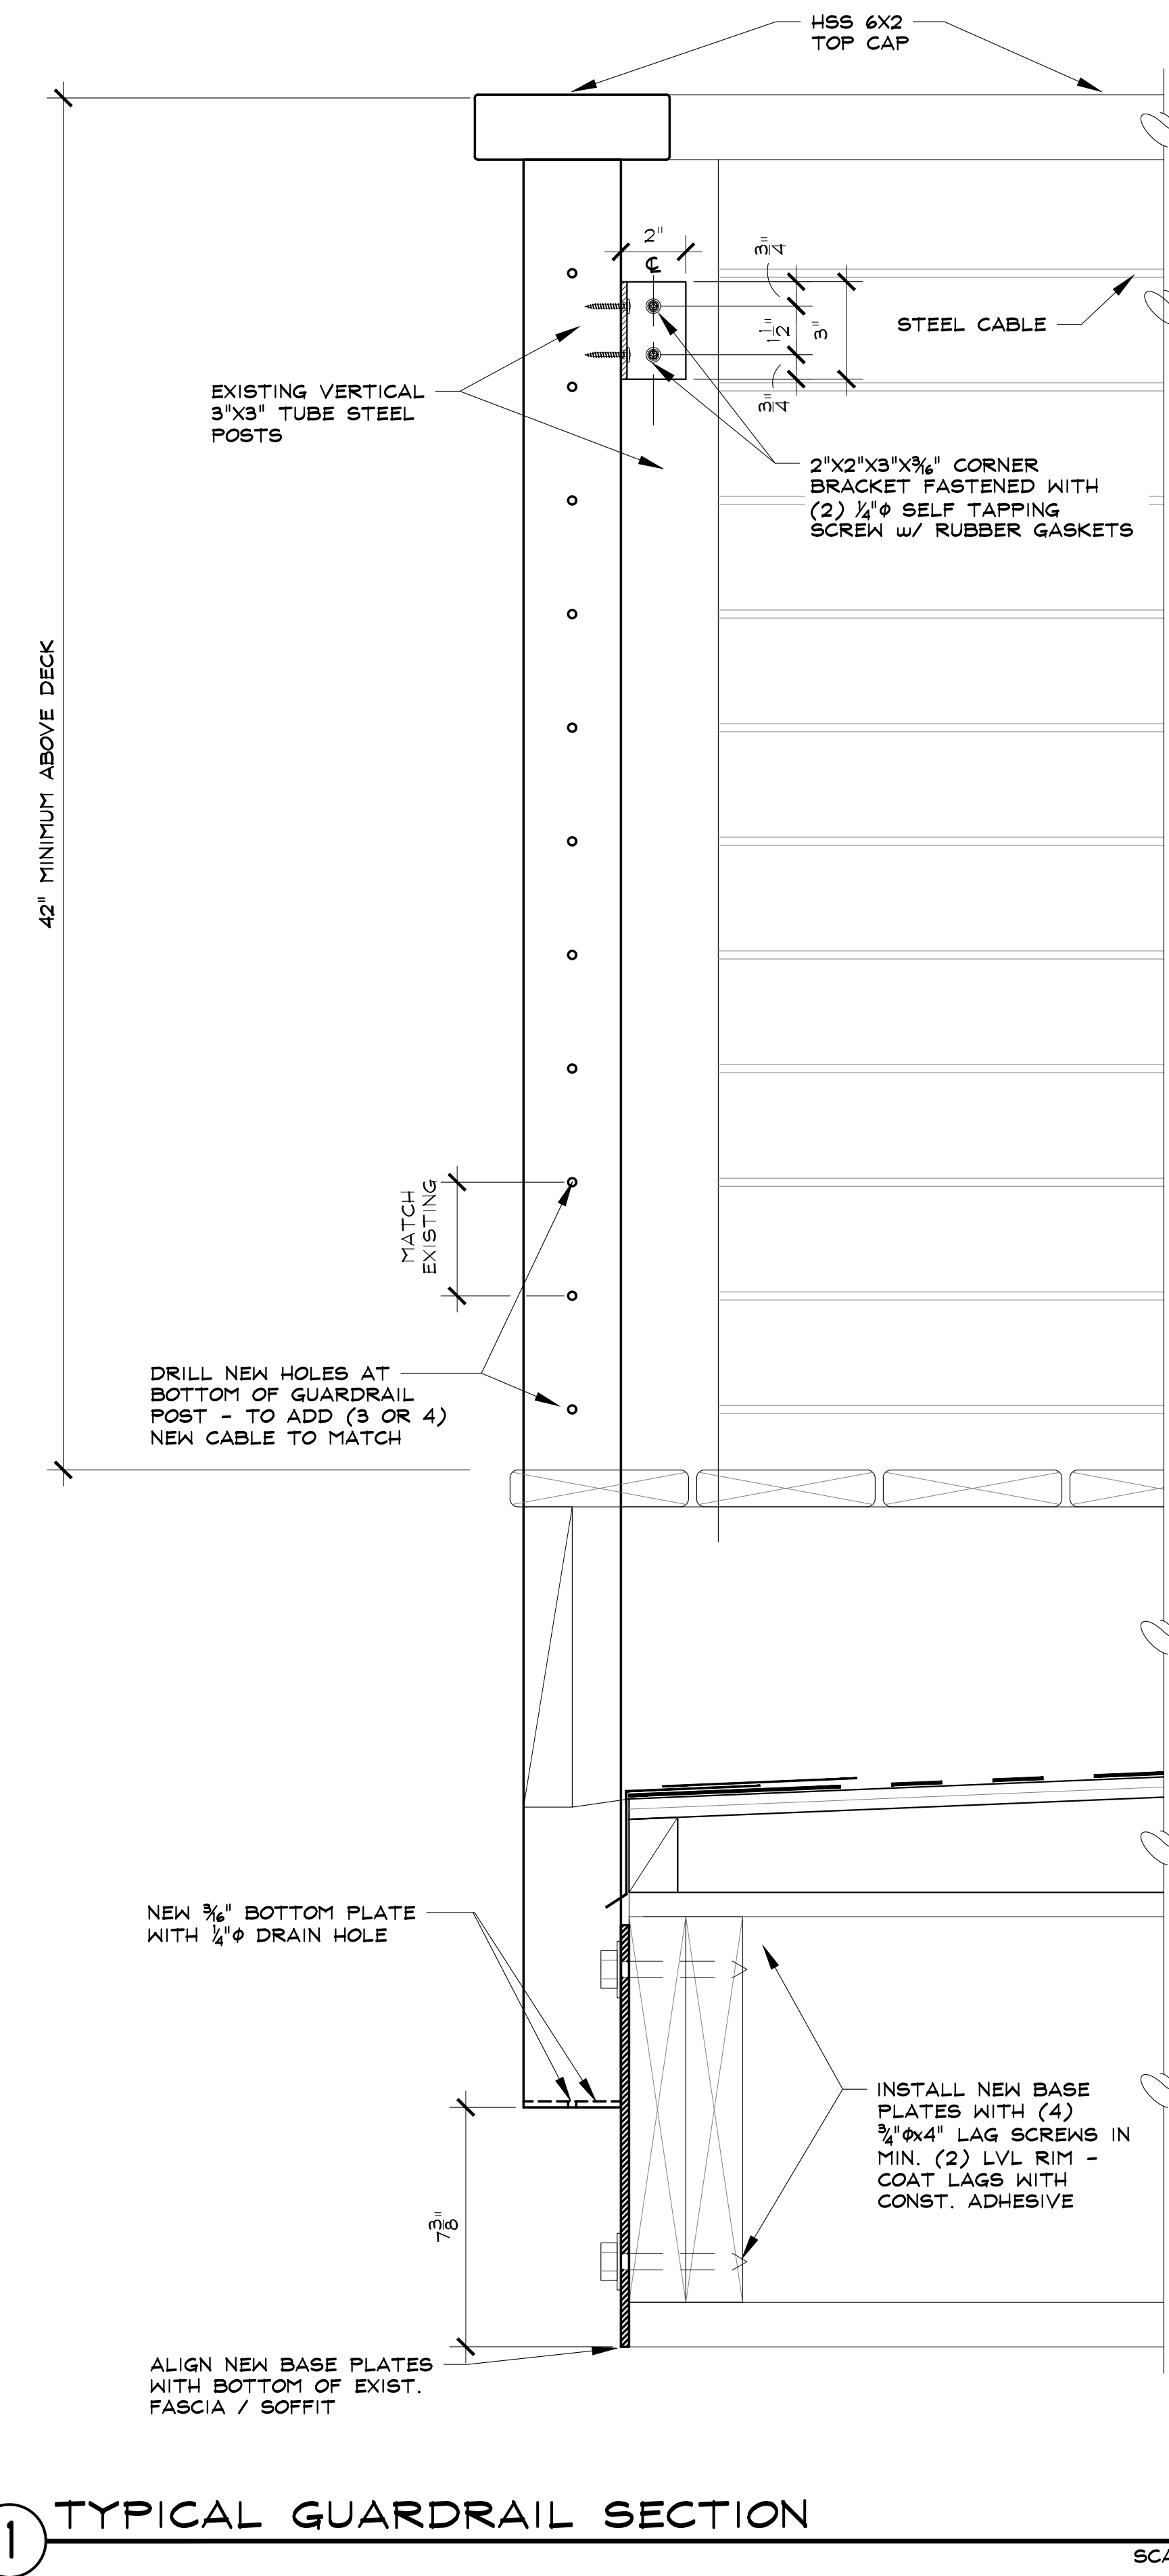 HSS 6X2
TOP CAP
2"
℄
3/4"
1 1/2"
3"
3/4"
STEEL CABLE
EXISTING VERTICAL
3"X3" TUBE STEEL
POSTS
2"X2"X3"X3/16" CORNER
BRACKET FASTENED WITH
(2) 1/4"Φ SELF TAPPING
SCREW w/ RUBBER GASKETS
42" MINIMUM ABOVE DECK
MATCH
EXISTING
DRILL NEW HOLES AT
BOTTOM OF GUARDRAIL
POST - TO ADD (3 OR 4)
NEW CABLE TO MATCH
NEW 3/16" BOTTOM PLATE
WITH 1/4"Φ DRAIN HOLE
INSTALL NEW BASE
PLATES WITH (4)
3/4"Φx4" LAG SCREWS IN
MIN. (2) LVL RIM -
COAT LAGS WITH
CONST. ADHESIVE
7 3/8"
ALIGN NEW BASE PLATES
WITH BOTTOM OF EXIST.
FASCIA / SOFFIT
1
TYPICAL GUARDRAIL SECTION